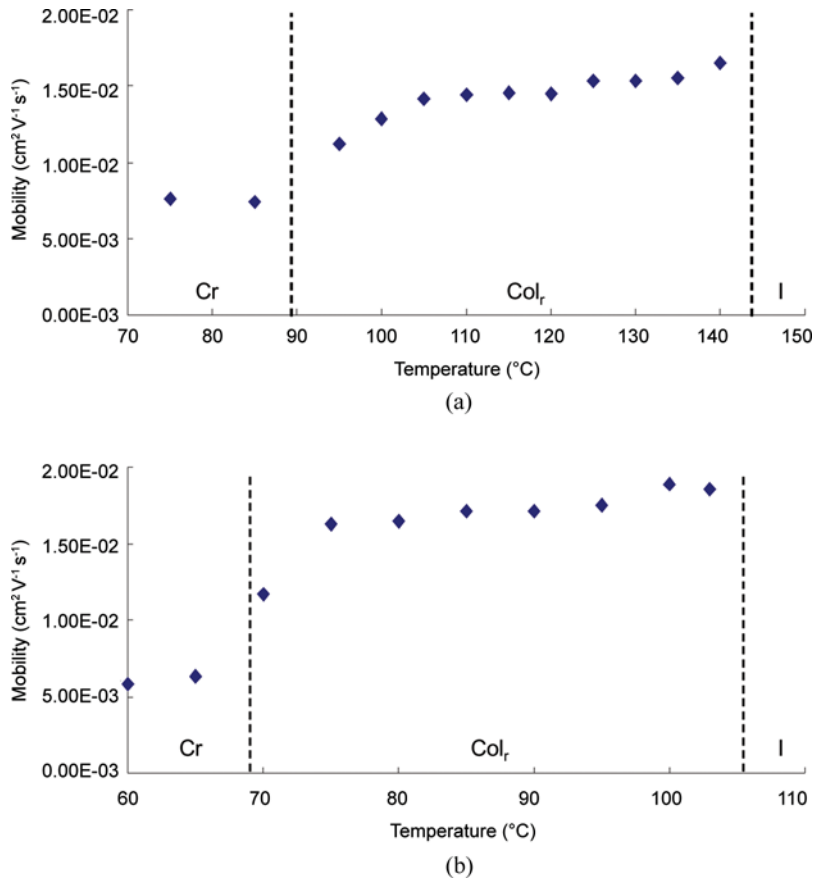 2.00E-02
1.50E-02
1.00E-02
5.00E-03
0.00E-03
Mobility (cm² V⁻¹ s⁻¹)
Cr
Colᵣ
I
70 80 90 100 110 120 130 140 150
Temperature (°C)
(a)
2.00E-02
1.50E-02
1.00E-02
5.00E-03
0.00E-03
Mobility (cm² V⁻¹ s⁻¹)
Cr
Colᵣ
I
60 70 80 90 100 110
Temperature (°C)
(b)